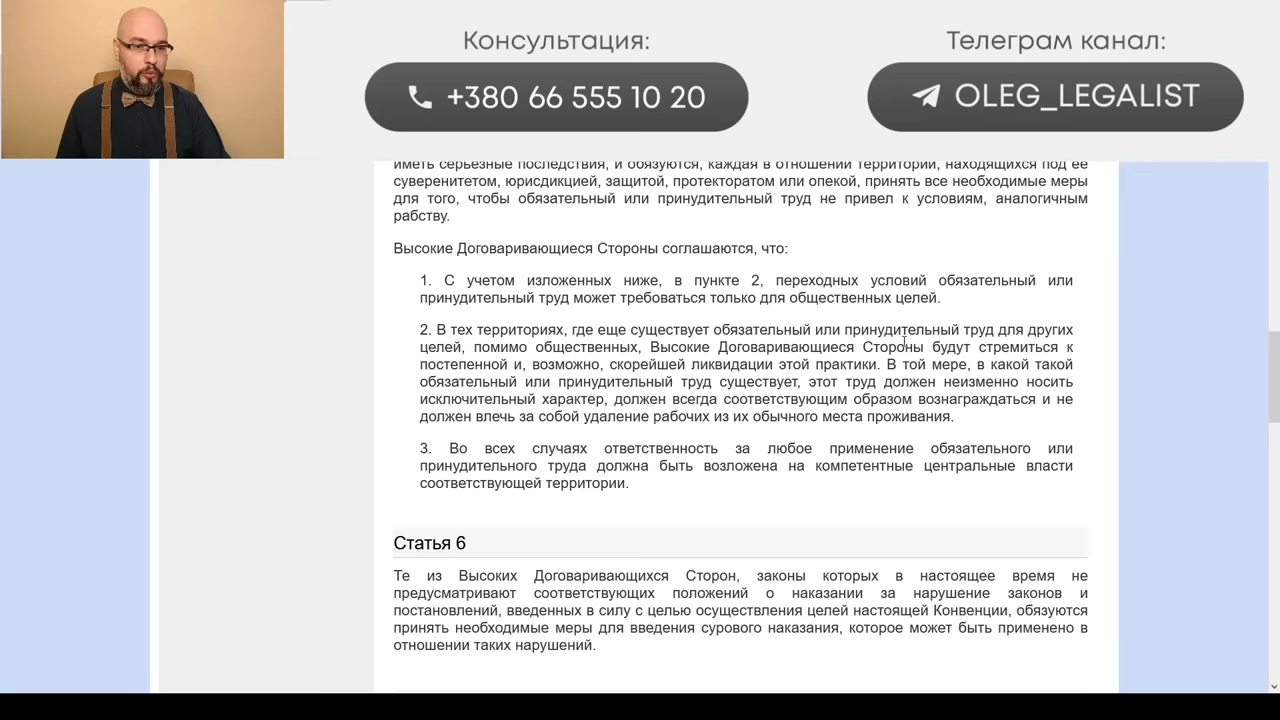 Консультация:
Телеграм канал:
+380 66 555 10 20
OLEG_LEGALIST
иметь серьезные последствия, и обязуются, каждая в отношении территорий, находящихся под ее
суверенитетом, юрисдикцией, защитой, протекторатом или опекой, принять все необходимые меры
для того, чтобы обязательный или принудительный труд не привел к условиям, аналогичным
рабству.
Высокие Договаривающиеся Стороны соглашаются, что:
1. С учетом изложенных ниже, в пункте 2, переходных условий обязательный или
принудительный труд может требоваться только для общественных целей.
2. В тех территориях, где еще существует обязательный или принудительный труд для других
целей, помимо общественных, Высокие Договаривающиеся Стороны будут стремиться к
постепенной и, возможно, скорейшей ликвидации этой практики. В той мере, в какой такой
обязательный или принудительный труд существует, этот труд должен неизменно носить
исключительный характер, должен всегда соответствующим образом вознаграждаться и не
должен влечь за собой удаление рабочих из их обычного места проживания.
3. Во всех случаях ответственность за любое применение обязательного или
принудительного труда должна быть возложена на компетентные центральные власти
соответствующей территории.
Статья 6
Те из Высоких Договаривающихся Сторон, законы которых в настоящее время не
предусматривают соответствующих положений о наказании за нарушение законов и
постановлений, введенных в силу с целью осуществления целей настоящей Конвенции, обязуются
принять необходимые меры для введения сурового наказания, которое может быть применено в
отношении таких нарушений.